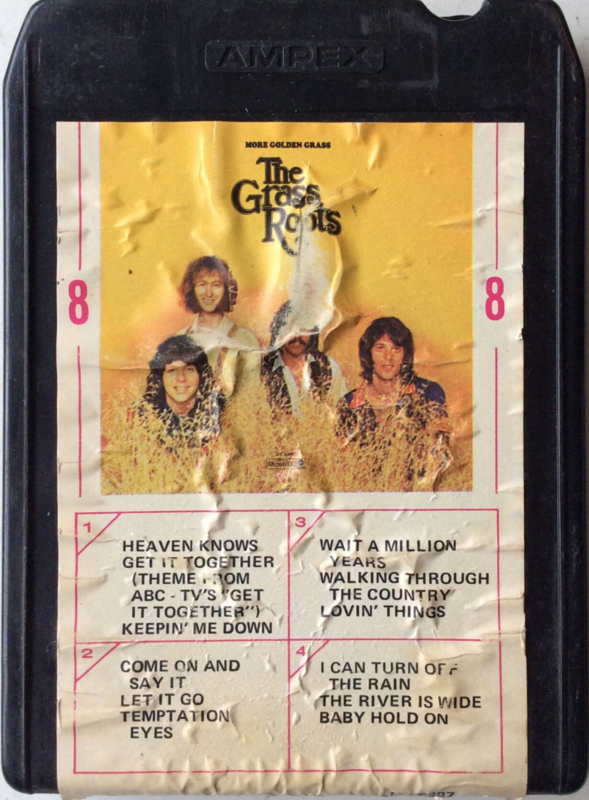 AMPEX
MORE GOLDEN GRASS
The
Grass
Roots
8
8
1
HEAVEN KNOWS
GET IT TOGETHER
(THEME FROM
ABC - TV'S "GET
IT TOGETHER")
KEEPIN' ME DOWN
2
COME ON AND
SAY IT
LET IT GO
TEMPTATION
EYES
3
WAIT A MILLION
YEARS
WALKING THROUGH
THE COUNTRY
LOVIN' THINGS
4
I CAN TURN OFF
THE RAIN
THE RIVER IS WIDE
BABY HOLD ON